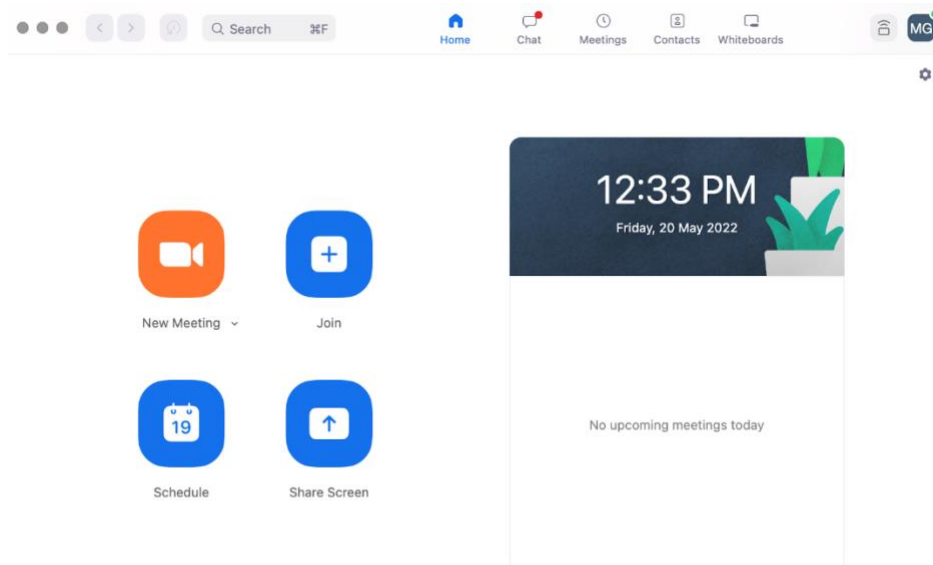 Search ⌘F
Home
Chat
Meetings
Contacts
Whiteboards
MG
12:33 PM
Friday, 20 May 2022
New Meeting
Join
19
Schedule
Share Screen
No upcoming meetings today